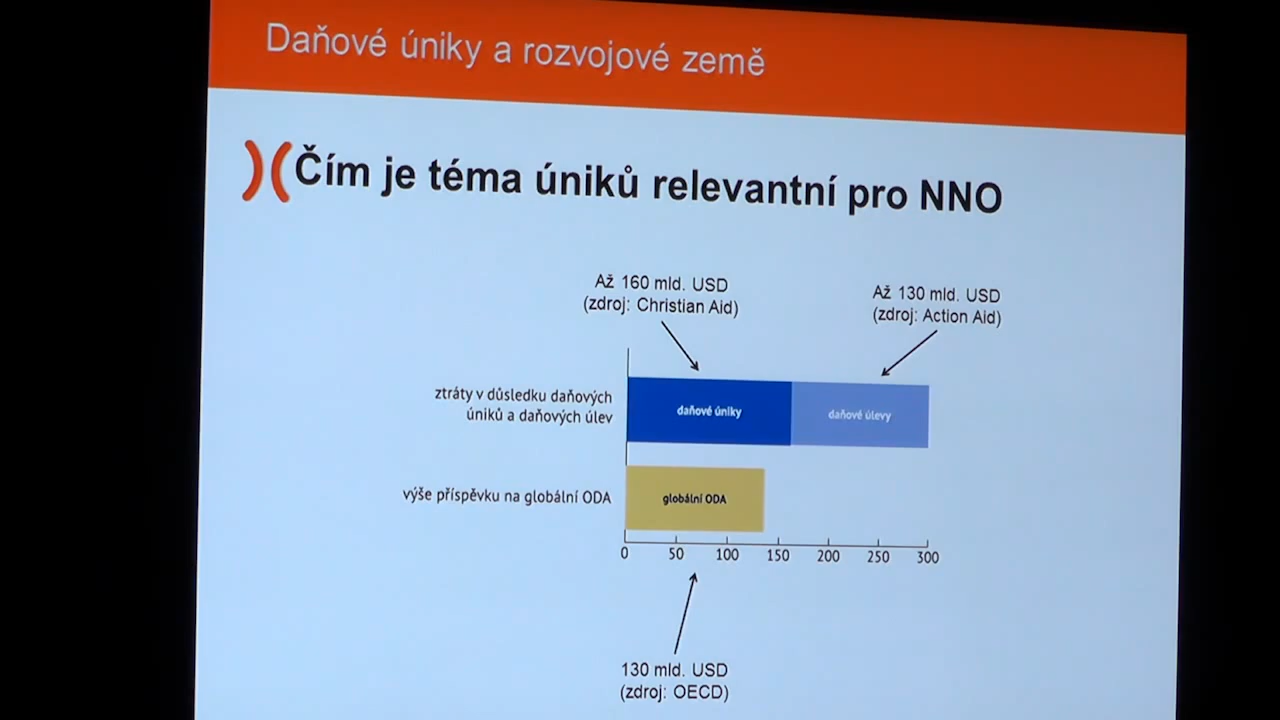 Daňové úniky a rozvojové země
Čím je téma úniků relevantní pro NNO
Až 160 mld. USD
(zdroj: Christian Aid)
Až 130 mld. USD
(zdroj: Action Aid)
ztráty v důsledku daňových
úniků a daňových úlev
daňové úniky
daňové úlevy
výše příspěvku na globální ODA
globální ODA
0 50 100 150 200 250 300
130 mld. USD
(zdroj: OECD)